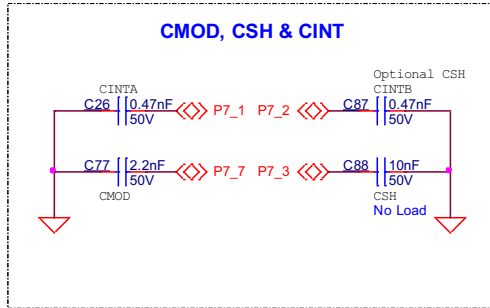 CMOD, CSH & CINT
Optional CSH
CINTA
CINTB
C26 0.47nF P7_1 P7_2 C87 0.47nF
50V
50V
C77 2.2nF P7_7 P7_3 C88 10nF
50V
50V
CMOD
CSH
No Load